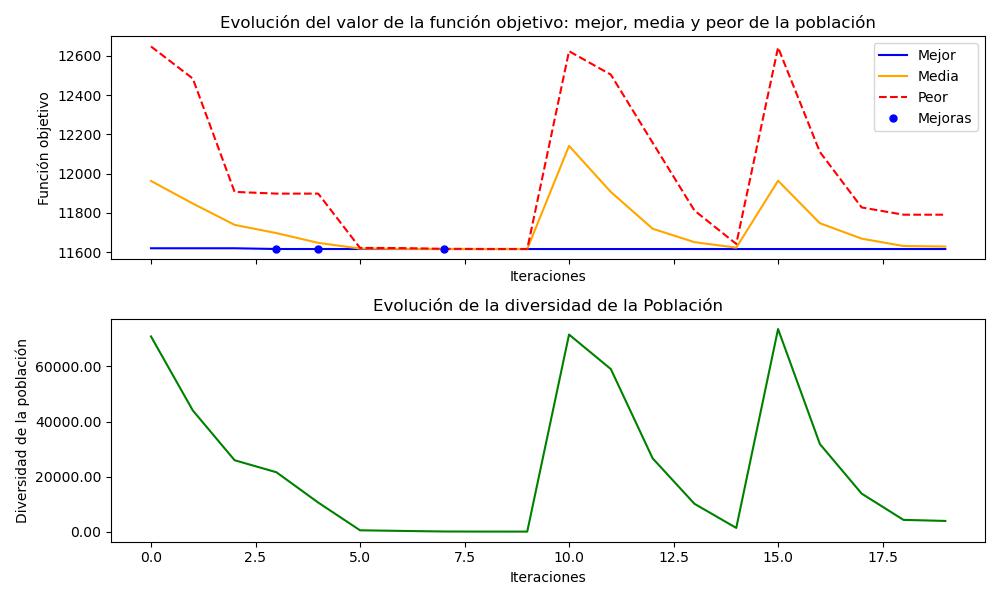 Evolución del valor de la función objetivo: mejor, media y peor de la población
Función objetivo
12600
12400
12200
12000
11800
11600
Mejor
Media
Peor
Mejoras
Iteraciones
Evolución de la diversidad de la Población
Diversidad de la población
60000.00
40000.00
20000.00
0.00
0.0 2.5 5.0 7.5 10.0 12.5 15.0 17.5
Iteraciones